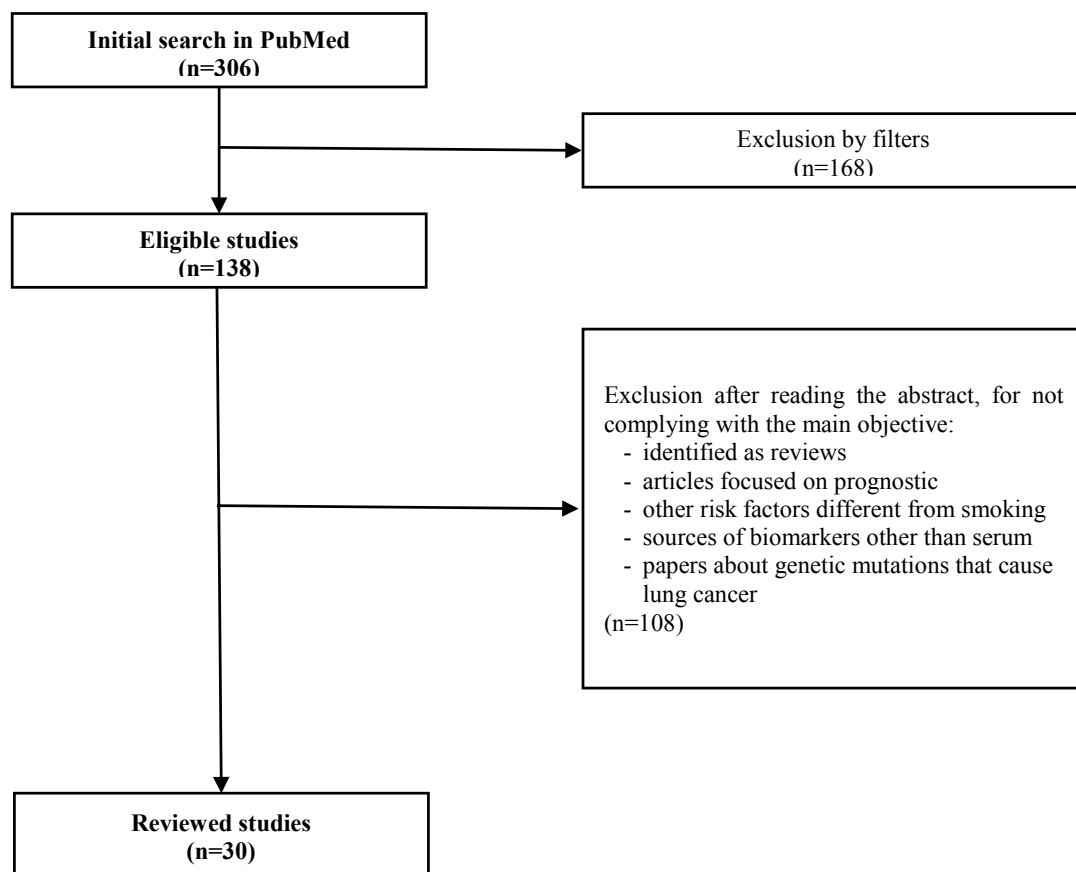 Initial search in PubMed
(n=306)
Exclusion by filters
(n=168)
Eligible studies
(n=138)
Exclusion after reading the abstract, for not
complying with the main objective:
- identified as reviews
- articles focused on prognostic
- other risk factors different from smoking
- sources of biomarkers other than serum
- papers about genetic mutations that cause
lung cancer
(n=108)
Reviewed studies
(n=30)